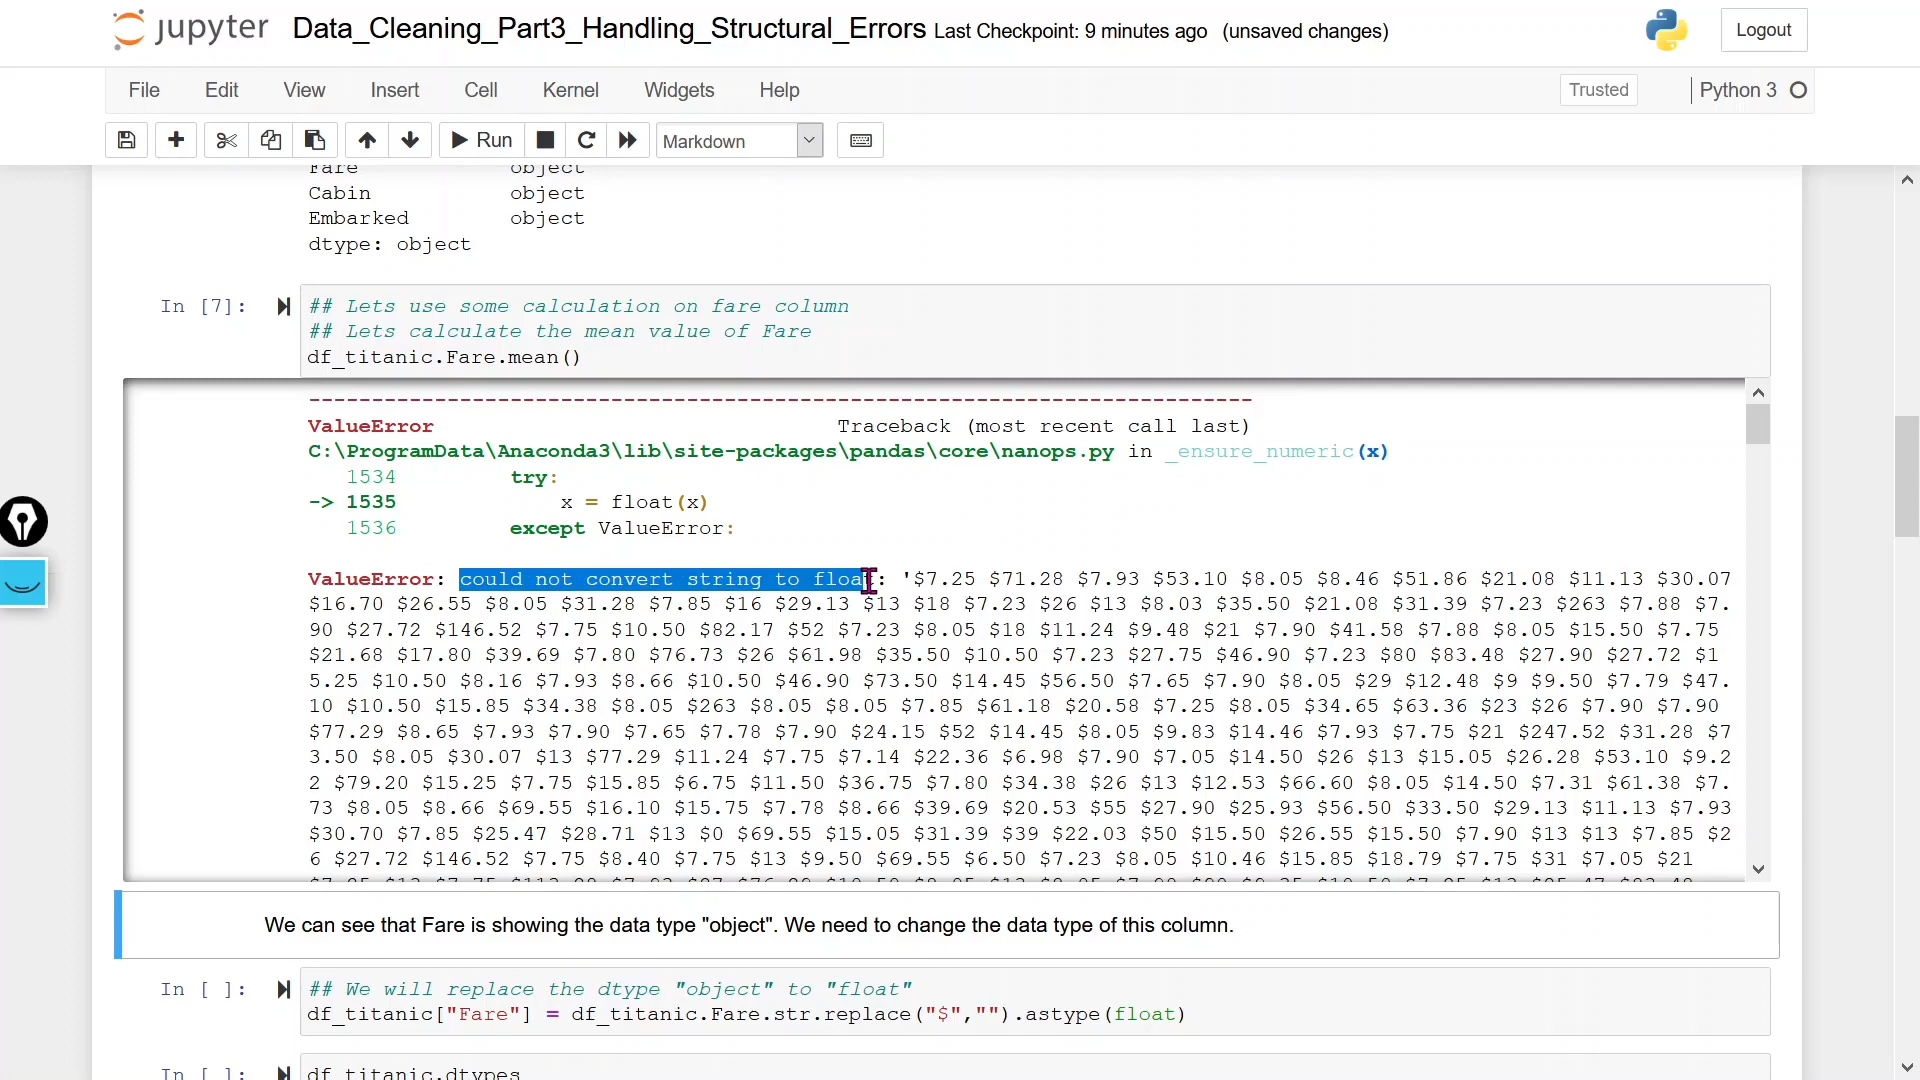 jupyter Data_Cleaning_Part3_Handling_Structural_Errors Last Checkpoint: 9 minutes ago (unsaved changes) Logout
File Edit View Insert Cell Kernel Widgets Help Trusted Python 3
Run Markdown
Fare object
Cabin object
Embarked object
dtype: object
In [7]: ## Lets use some calculation on fare column
## Lets calculate the mean value of Fare
df_titanic.Fare.mean()
---------------------------------------------------------------------------
ValueError Traceback (most recent call last)
C:\ProgramData\Anaconda3\lib\site-packages\pandas\core\nanops.py in _ensure_numeric(x)
1534 try:
-> 1535 x = float(x)
1536 except ValueError:
ValueError: could not convert string to float: '$7.25 $71.28 $7.93 $53.10 $8.05 $8.46 $51.86 $21.08 $11.13 $30.07
$16.70 $26.55 $8.05 $31.28 $7.85 $16 $29.13 $13 $18 $7.23 $26 $13 $8.03 $35.50 $21.08 $31.39 $7.23 $263 $7.88 $7.
90 $27.72 $146.52 $7.75 $10.50 $82.17 $52 $7.23 $8.05 $18 $11.24 $9.48 $21 $7.90 $41.58 $7.88 $8.05 $15.50 $7.75
$21.68 $17.80 $39.69 $7.80 $76.73 $26 $61.98 $35.50 $10.50 $7.23 $27.75 $46.90 $7.23 $80 $83.48 $27.90 $27.72 $1
5.25 $10.50 $8.16 $7.93 $8.66 $10.50 $46.90 $73.50 $14.45 $56.50 $7.65 $7.90 $8.05 $29 $12.48 $9 $9.50 $7.79 $47.
10 $10.50 $15.85 $34.38 $8.05 $263 $8.05 $8.05 $7.85 $61.18 $20.58 $7.25 $8.05 $34.65 $63.36 $23 $26 $7.90 $7.90
$77.29 $8.65 $7.93 $7.90 $7.65 $7.78 $7.90 $24.15 $52 $14.45 $8.05 $9.83 $14.46 $7.93 $7.75 $21 $247.52 $31.28 $7
3.50 $8.05 $30.07 $13 $77.29 $11.24 $7.75 $7.14 $22.36 $6.98 $7.90 $7.05 $14.50 $26 $13 $15.05 $26.28 $53.10 $9.2
2 $79.20 $15.25 $7.75 $15.85 $6.75 $11.50 $36.75 $7.80 $34.38 $26 $13 $12.53 $66.60 $8.05 $14.50 $7.31 $61.38 $7.
73 $8.05 $8.66 $69.55 $16.10 $15.75 $7.78 $8.66 $39.69 $20.53 $55 $27.90 $25.93 $56.50 $33.50 $29.13 $11.13 $7.93
$30.70 $7.85 $25.47 $28.71 $13 $0 $69.55 $15.05 $31.39 $39 $22.03 $50 $15.50 $26.55 $15.50 $7.90 $13 $13 $7.85 $2
6 $27.72 $146.52 $7.75 $8.40 $7.75 $13 $9.50 $69.55 $6.50 $7.23 $8.05 $10.46 $15.85 $18.79 $7.75 $31 $7.05 $21
We can see that Fare is showing the data type "object". We need to change the data type of this column.
In [ ]: ## We will replace the dtype "object" to "float"
df_titanic["Fare"] = df_titanic.Fare.str.replace("$","").astype(float)
In [ ]: df_titanic.dtypes